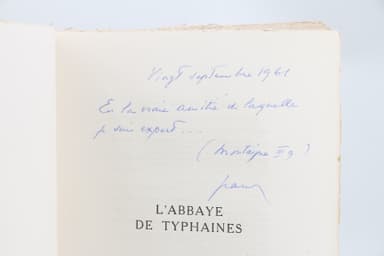 Vingt septembre 1961
En la vraie amitié de laquelle
je suis expert...
(Montaigne III 9)
L'ABBAYE
DE TYPHAINES